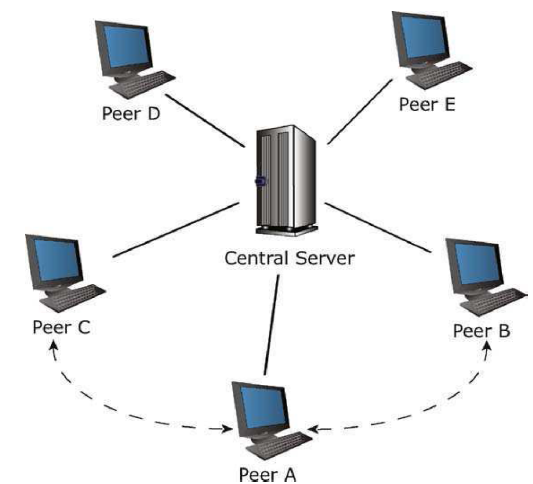 Peer D
Peer E
Central Server
Peer C
Peer B
Peer A